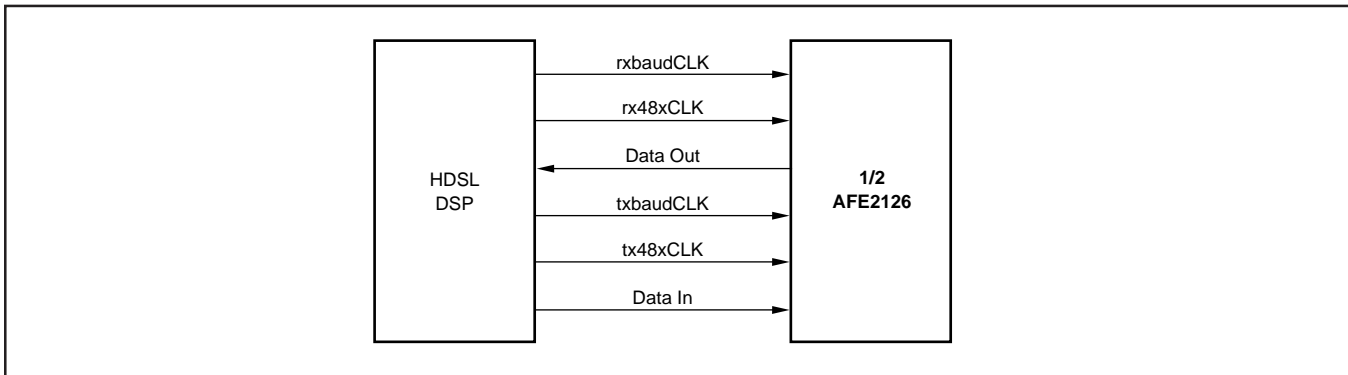 rxbaudCLK
rx48xCLK
Data Out
HDSL
DSP
1/2
AFE2126
txbaudCLK
tx48xCLK
Data In